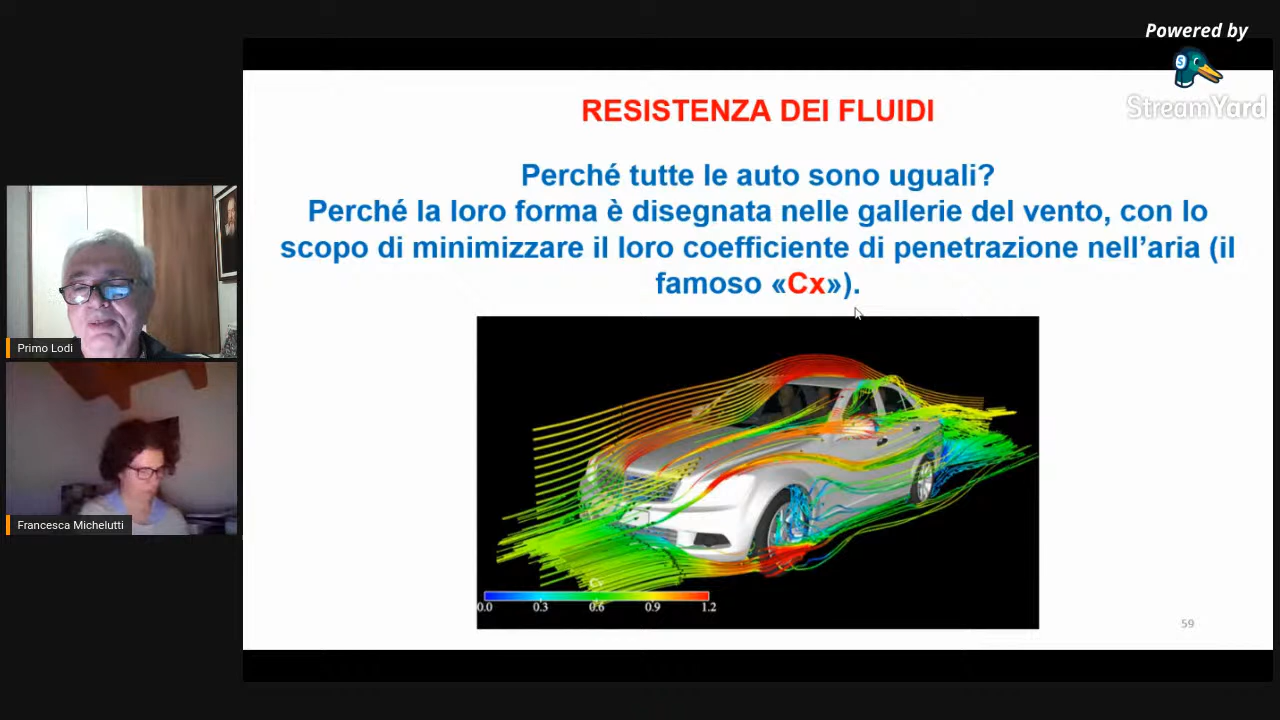 Powered by
StreamYard
RESISTENZA DEI FLUIDI
Perché tutte le auto sono uguali?
Perché la loro forma è disegnata nelle gallerie del vento, con lo
scopo di minimizzare il loro coefficiente di penetrazione nell'aria (il
famoso «Cx»).
Primo Lodi
Francesca Michelutti
0.0 0.3 0.6 0.9 1.2
59